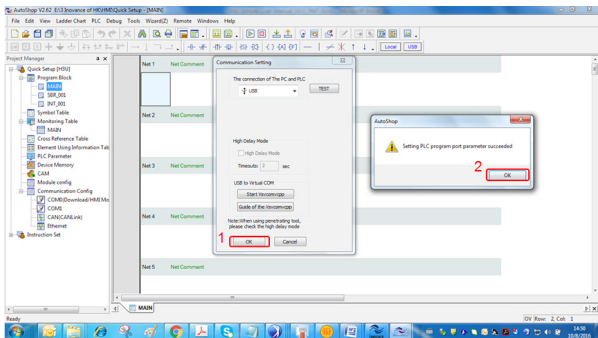 AutoShop V2.62 E:\3 Inovance of HK\HMI\Quick Setup - [MAIN]
File Edit View Ladder Chart PLC Debug Tools Wizard(Z) Remote Windows Help
Local USB
Project Manager
Quick Setup [H3U]
Program Block
MAIN
SBR_001
INT_001
Symbol Table
Monitoring Table
MAIN
Cross Reference Table
Element Using Information Tab
PLC Parameter
Device Memory
CAM
Module config
Communication Config
COM0(Download/HMI Mo
COM1
CAN(CANLink)
Ethernet
Instruction Set
Net 1 Net Comment
Net 2 Net Comment
Net 3 Net Comment
Net 4 Net Comment
Net 5 Net Comment
MAIN
Communication Setting
The connection of The PC and PLC
USB
TEST
High Delay Mode
High Delay Mode
Timeouts: 2 sec
USB to Virtual COM
Start Vexcomvcpp
Guide of the Vexcomvcpp
Note:When using penetrating tool,
please check the high delay mode
1
OK Cancel
AutoShop
Setting PLC program port parameter succeeded
2
OK
Ready
OV Row: 2, Col: 1
14:50
10/8/2016